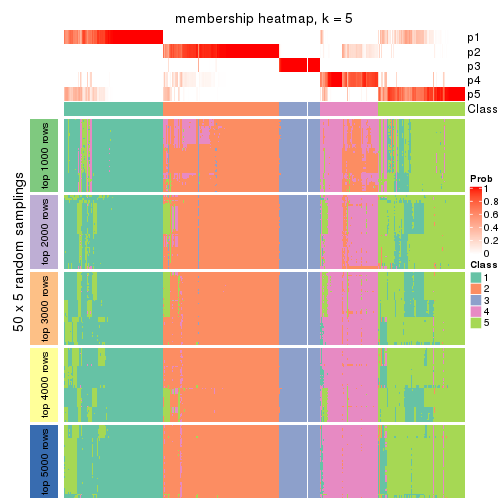 membership heatmap, k = 5
p1
p2
p3
p4
p5
Class
50 x 5 random samplings
top 1000 rows
top 2000 rows
top 3000 rows
top 4000 rows
top 5000 rows
Prob
1
0.8
0.6
0.4
0.2
0
Class
1
2
3
4
5